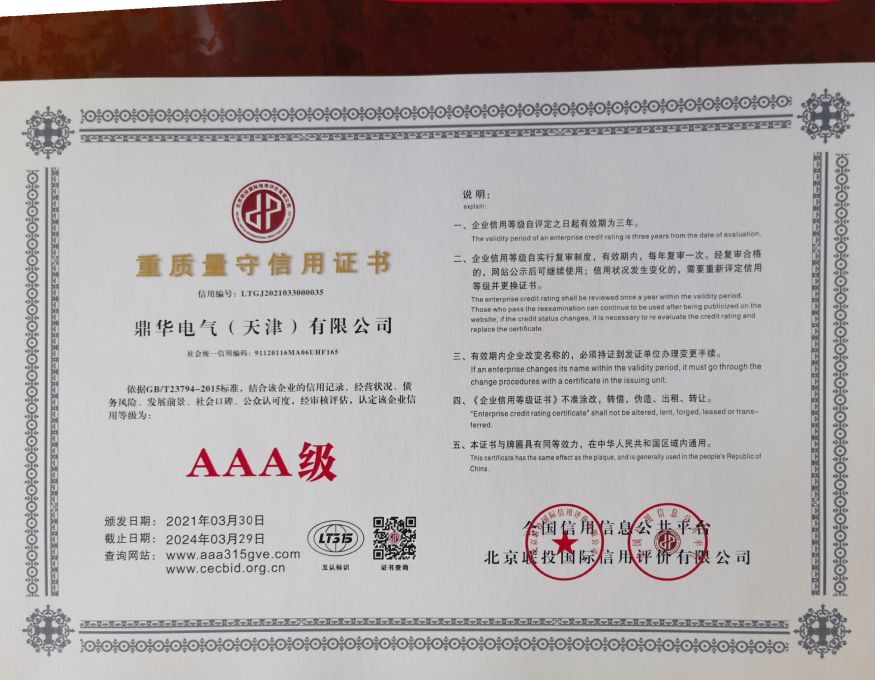 重质量守信用证书
信用编号：LTGJ2021033000035
鼎华电气（天津）有限公司
社会统一信用编码：91120116MA06UHF165
依据GB/T23794-2015标准，结合该企业的信用记录、经营状况、债
务风险、发展前景、社会口碑、公众认可度，经审核评估，认定该企业信
用等级为：
AAA级
颁发日期：2021年03月30日
截止日期：2024年03月29日
查询网站：www.aaa315gve.com
www.cecbid.org.cn
LTS15
互认标识
证书查询
说明：
explain:
一、企业信用等级自评定之日起有效期为三年。
The validity period of an enterprise credit rating is three years from the date of evaluation.
二、企业信用等级自实行复审制度，有效期内，每年复审一次。经复审合格
的，网站公示后可继续使用；信用状况发生变化的，需要重新评定信用
等级并更换证书。
The enterprise credit rating shall be reviewed once a year within the validity period.
Those who pass the reexamination can continue to be used after being publicized on the
website; if the credit status changes, it is necessary to re evaluate the credit rating and
replace the certificate.
三、有效期内企业改变名称的，必须持证到发证单位办理变更手续。
If an enterprise changes its name within the validity period, it must go through the
change procedures with a certificate in the issuing unit.
四、《企业信用等级证书》不准涂改，转借，伪造、出租、转让。
"Enterprise credit rating certificate" shall not be altered, lent, forged, leased or trans-
ferred.
五、本证书与牌匾具有同等效力，在中华人民共和国区域内通用。
This certificate has the same effect as the plaque, and is generally used in the people's Republic of
China.
全国信用信息公共平台
北京联投国际信用评价有限公司